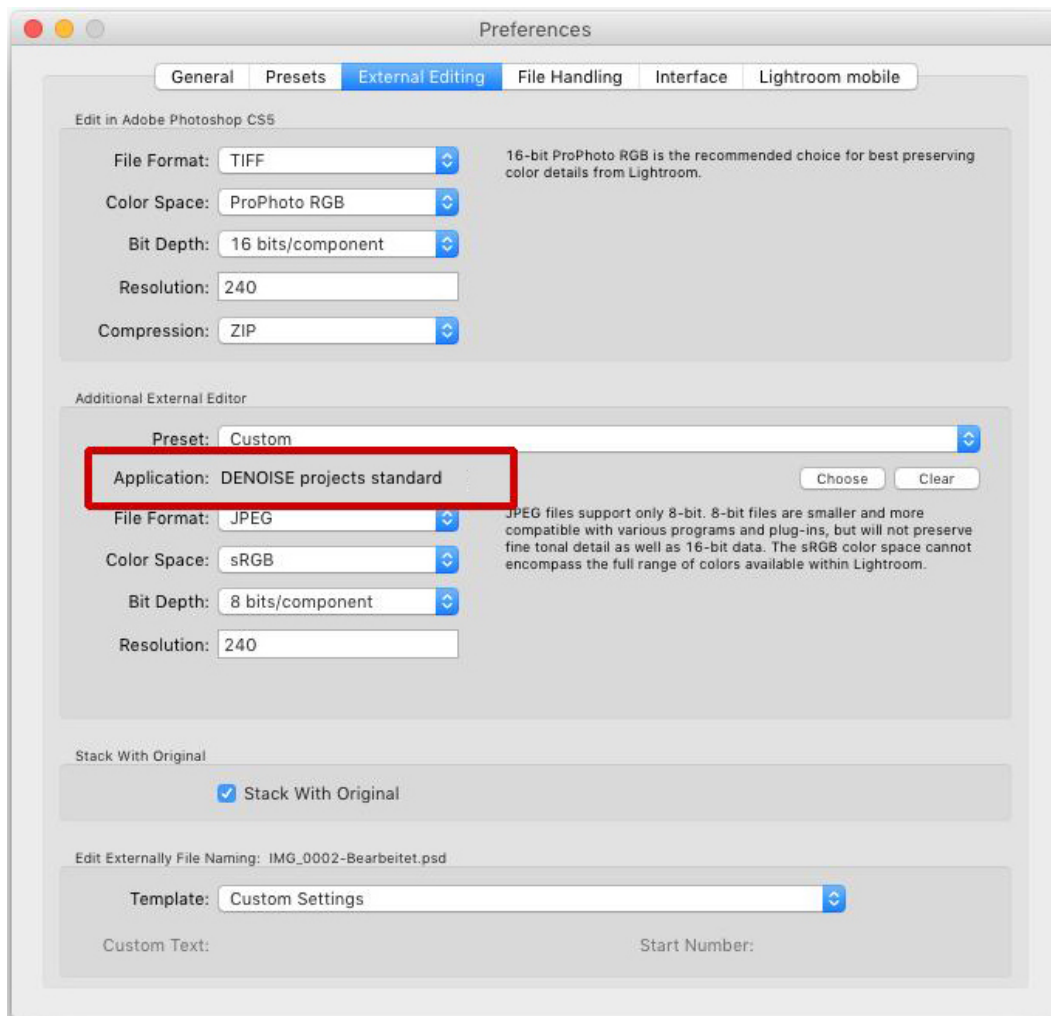 Preferences
General Presets External Editing File Handling Interface Lightroom mobile
Edit in Adobe Photoshop CS5
File Format: TIFF
16-bit ProPhoto RGB is the recommended choice for best preserving
color details from Lightroom.
Color Space: ProPhoto RGB
Bit Depth: 16 bits/component
Resolution: 240
Compression: ZIP
Additional External Editor
Preset: Custom
Application: DENOISE projects standard Choose Clear
File Format: JPEG
JPEG files support only 8-bit. 8-bit files are smaller and more
compatible with various programs and plug-ins, but will not preserve
fine tonal detail as well as 16-bit data. The sRGB color space cannot
encompass the full range of colors available within Lightroom.
Color Space: sRGB
Bit Depth: 8 bits/component
Resolution: 240
Stack With Original
Stack With Original
Edit Externally File Naming: IMG_0002-Bearbeitet.psd
Template: Custom Settings
Custom Text: Start Number: